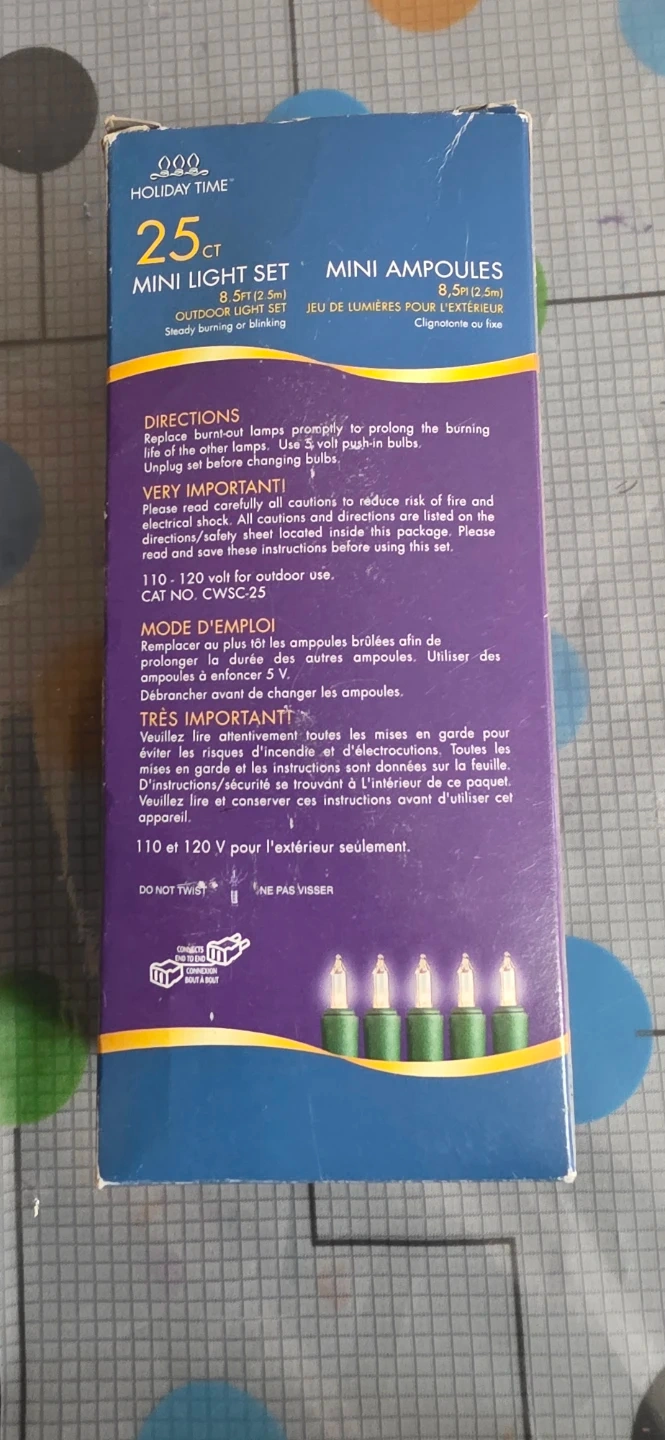 HOLIDAY TIME™
25 CT
MINI LIGHT SET
8.5FT (2.5m)
OUTDOOR LIGHT SET
Steady burning or blinking
MINI AMPOULES
8,5PI (2,5m)
JEU DE LUMIÈRES POUR L'EXTÉRIEUR
Clignotante ou fixe
DIRECTIONS
Replace burnt-out lamps promptly to prolong the burning
life of the other lamps. Use 5 volt push-in bulbs.
Unplug set before changing bulbs.
VERY IMPORTANT!
Please read carefully all cautions to reduce risk of fire and
electrical shock. All cautions and directions are listed on the
directions/safety sheet located inside this package. Please
read and save these instructions before using this set.
110 - 120 volt for outdoor use.
CAT NO. CWSC-25
MODE D'EMPLOI
Remplacer au plus tôt les ampoules brûlées afin de
prolonger la durée des autres ampoules. Utiliser des
ampoules à enfoncer 5 V.
Débrancher avant de changer les ampoules.
TRÈS IMPORTANT!
Veuillez lire attentivement toutes les mises en garde pour
éviter les risques d'incendie et d'électrocutions. Toutes les
mises en garde et les instructions sont données sur la feuille.
D'instructions/sécurité se trouvant à L'intérieur de ce paquet.
Veuillez lire et conserver ces instructions avant d'utiliser cet
appareil.
110 et 120 V pour l'extérieur seulement.
DO NOT TWIST NE PAS VISSER
CONNECTS
END TO END
CONNEXION
BOUT À BOUT